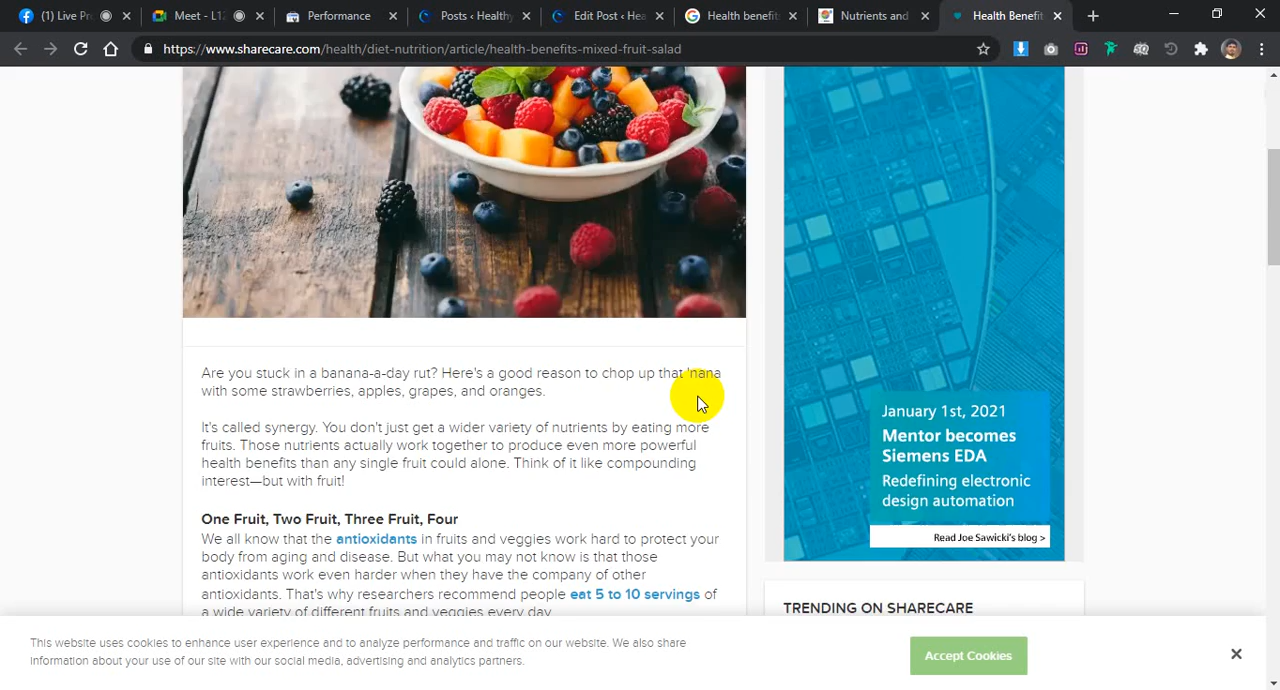 (1) Live Pr
Meet - L1
Performance
Posts ‹ Healthy
Edit Post ‹ Hea
Health benefit
Nutrients and
Health Benefit
https://www.sharecare.com/health/diet-nutrition/article/health-benefits-mixed-fruit-salad
Are you stuck in a banana-a-day rut? Here's a good reason to chop up that 'nana
with some strawberries, apples, grapes, and oranges.
It's called synergy. You don't just get a wider variety of nutrients by eating more
fruits. Those nutrients actually work together to produce even more powerful
health benefits than any single fruit could alone. Think of it like compounding
interest—but with fruit!
One Fruit, Two Fruit, Three Fruit, Four
We all know that the antioxidants in fruits and veggies work hard to protect your
body from aging and disease. But what you may not know is that those
antioxidants work even harder when they have the company of other
antioxidants. That's why researchers recommend people eat 5 to 10 servings of
a wide variety of different fruits and veggies every day
January 1st, 2021
Mentor becomes
Siemens EDA
Redefining electronic
design automation
Read Joe Sawicki's blog >
TRENDING ON SHARECARE
This website uses cookies to enhance user experience and to analyze performance and traffic on our website. We also share
information about your use of our site with our social media, advertising and analytics partners.
Accept Cookies